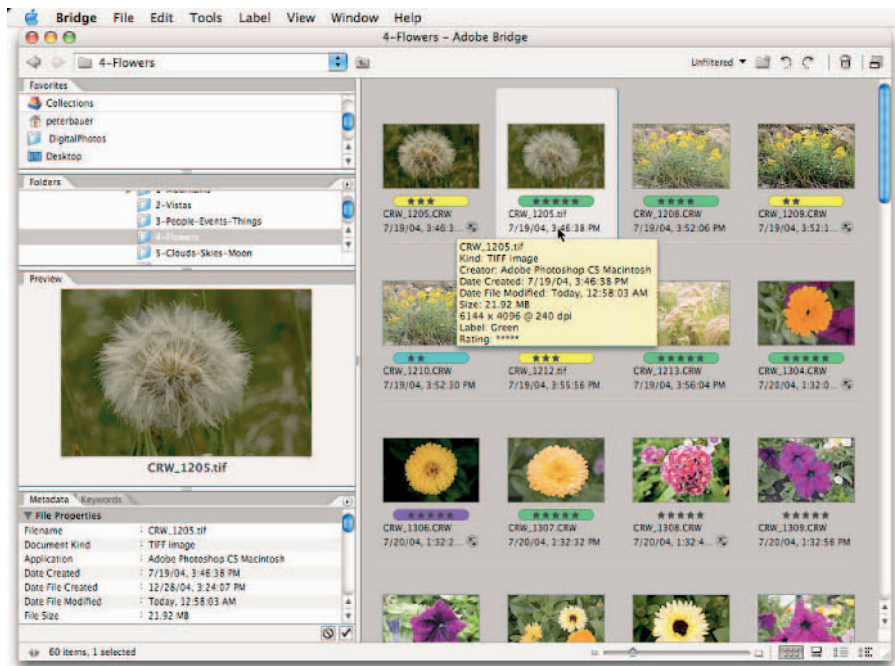 Bridge File Edit Tools Label View Window Help
4-Flowers – Adobe Bridge
4-Flowers
Unfiltered
Favorites
Collections
peterbauer
DigitalPhotos
Desktop
Folders
2-Vistas
3-People-Events-Things
4-Flowers
5-Clouds-Skies-Moon
Preview
CRW_1205.tif
Metadata Keywords
File Properties
Filename : CRW_1205.tif
Document Kind : TIFF image
Application : Adobe Photoshop CS Macintosh
Date Created : 7/19/04, 3:46:38 PM
Date File Created : 12/28/04, 3:24:07 PM
Date File Modified : Today, 12:58:03 AM
File Size : 21.92 MB
60 items, 1 selected
★★★ ★★★★★ ★★★★★ ★★
CRW_1205.CRW CRW_1205.tif CRW_1208.CRW CRW_1209.CRW
7/19/04, 3:46:3... 7/19/04, 3:46:38 PM 7/19/04, 3:52:06 PM 7/19/04, 3:52:1...
CRW_1205.tif
Kind: TIFF image
Creator: Adobe Photoshop CS Macintosh
Date Created: 7/19/04, 3:46:38 PM
Date File Modified: Today, 12:58:03 AM
Size: 21.92 MB
6144 x 4096 @ 240 dpi
Label: Green
Rating: *****
★★ ★★★ ★★★★★ ★★★★★
CRW_1210.CRW CRW_1212.tif CRW_1213.CRW CRW_1304.CRW
7/19/04, 3:52:30 PM 7/19/04, 3:55:56 PM 7/19/04, 3:56:04 PM 7/20/04, 1:32:0...
★★★★★ ★★★★★ ★★★★★ ★★★★★
CRW_1306.CRW CRW_1307.CRW CRW_1308.CRW CRW_1309.CRW
7/20/04, 1:32:2... 7/20/04, 1:32:32 PM 7/20/04, 1:32:4... 7/20/04, 1:32:56 PM